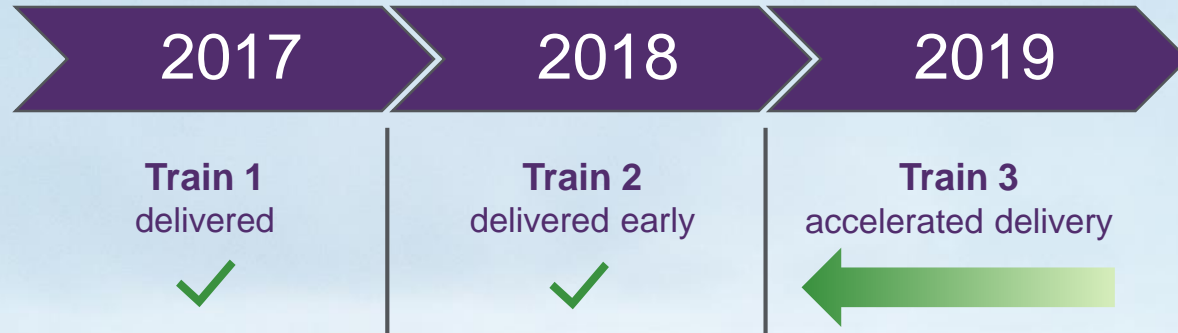 2017
2018
2019
Train 1
delivered
Train 2
delivered early
Train 3
accelerated delivery